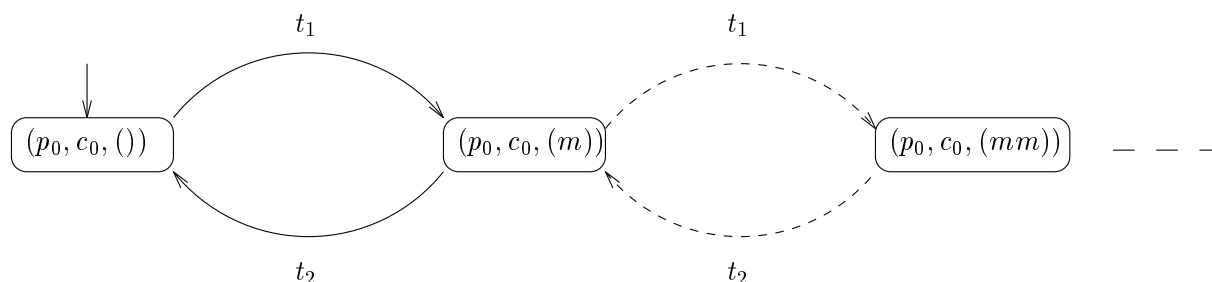 t₁ t₁
(p₀, c₀, ()) (p₀, c₀, (m)) (p₀, c₀, (mm))
t₂ t₂